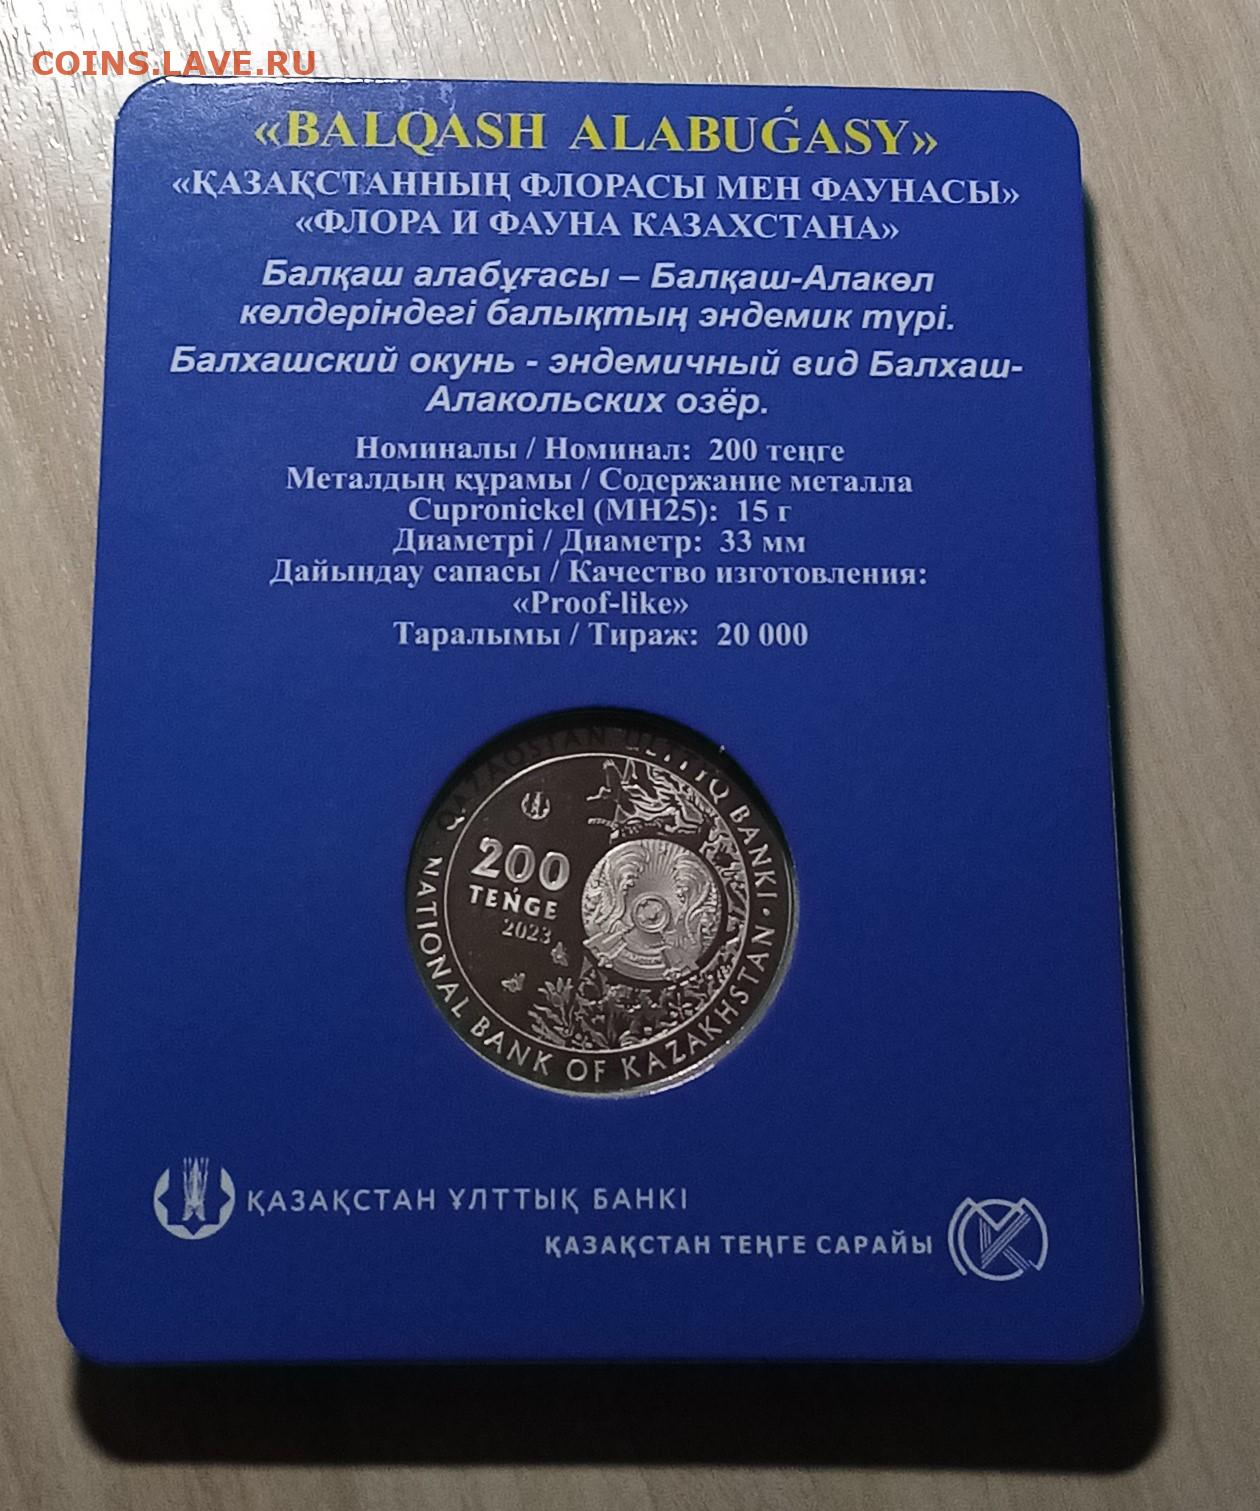 COINS.LAVE.RU
«BALQASH ALABUǴASY»
«ҚАЗАҚСТАННЫҢ ФЛОРАСЫ МЕН ФАУНАСЫ»
«ФЛОРА И ФАУНА КАЗАХСТАНА»
Балқаш алабұғасы – Балқаш-Алакөл
көлдеріндегі балықтың эндемик түрі.
Балхашский окунь - эндемичный вид Балхаш-
Алакольских озёр.
Номиналы / Номинал: 200 теңге
Металдың құрамы / Содержание металла
Cupronickel (МН25): 15 г
Диаметрі / Диаметр: 33 мм
Дайындау сапасы / Качество изготовления:
«Proof-like»
Таралымы / Тираж: 20 000
QAZAQSTAN ULTTYQ BANKI
200
TEŃGE
2023
NATIONAL BANK OF KAZAKHSTAN
ҚАЗАҚСТАН ҰЛТТЫҚ БАНКІ
ҚАЗАҚСТАН ТЕҢГЕ САРАЙЫ